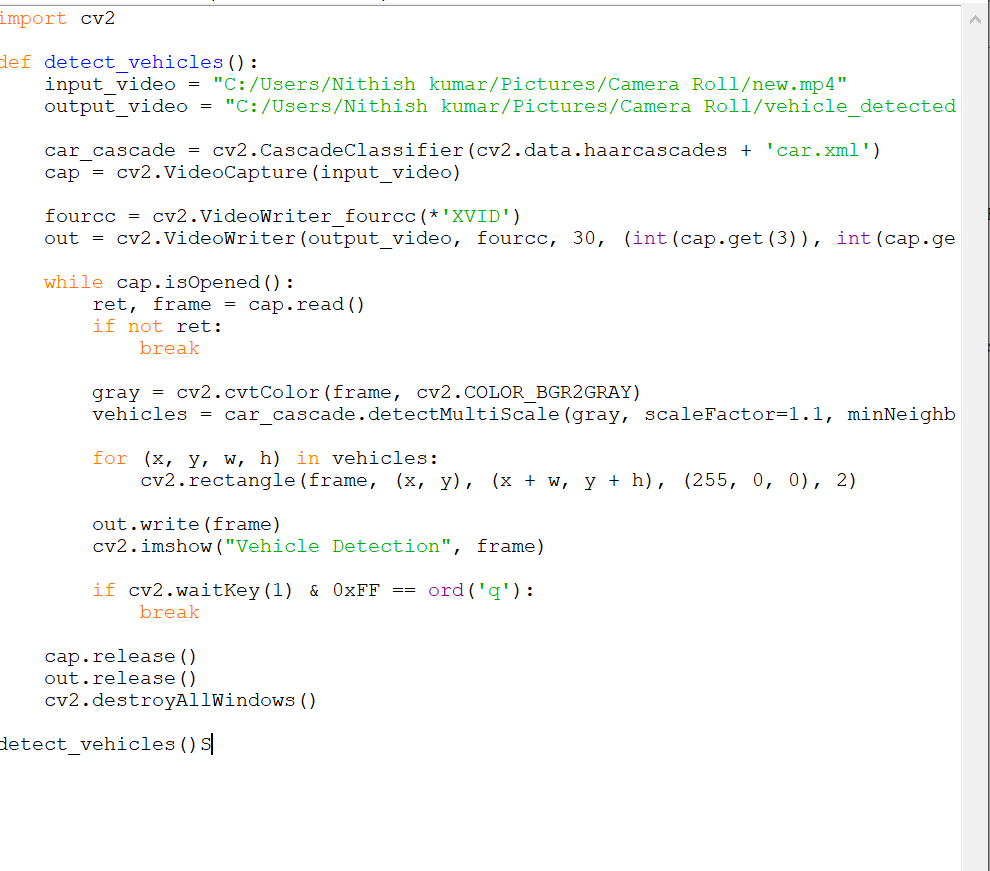 import cv2
def detect_vehicles():
input_video = "C:/Users/Nithish kumar/Pictures/Camera Roll/new.mp4"
output_video = "C:/Users/Nithish kumar/Pictures/Camera Roll/vehicle_detected
car_cascade = cv2.CascadeClassifier(cv2.data.haarcascades + 'car.xml')
cap = cv2.VideoCapture(input_video)
fourcc = cv2.VideoWriter_fourcc(*'XVID')
out = cv2.VideoWriter(output_video, fourcc, 30, (int(cap.get(3)), int(cap.ge
while cap.isOpened():
ret, frame = cap.read()
if not ret:
break
gray = cv2.cvtColor(frame, cv2.COLOR_BGR2GRAY)
vehicles = car_cascade.detectMultiScale(gray, scaleFactor=1.1, minNeighb
for (x, y, w, h) in vehicles:
cv2.rectangle(frame, (x, y), (x + w, y + h), (255, 0, 0), 2)
out.write(frame)
cv2.imshow("Vehicle Detection", frame)
if cv2.waitKey(1) & 0xFF == ord('q'):
break
cap.release()
out.release()
cv2.destroyAllWindows()
detect_vehicles()S